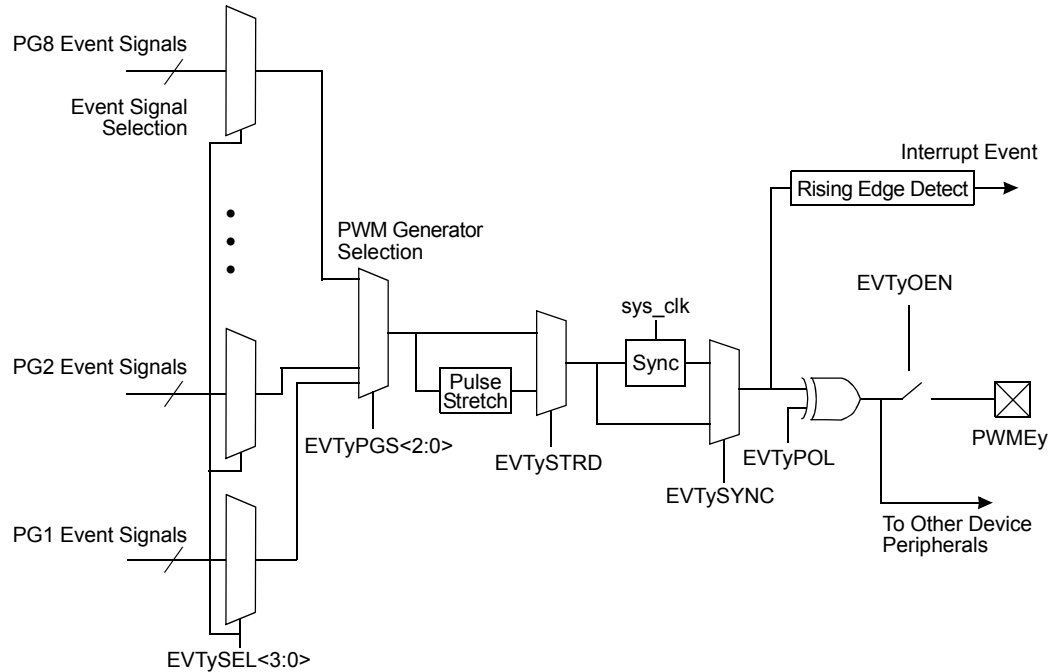 PG8 Event Signals
Event Signal
Selection
Interrupt Event
Rising Edge Detect
PWM Generator
Selection
EVTyOEN
sys_clk
PG2 Event Signals
Sync
Pulse
Stretch
PWMEy
EVTyPGS<2:0>
EVTySTRD
EVTyPOL
EVTySYNC
PG1 Event Signals
To Other Device
Peripherals
EVTySEL<3:0>